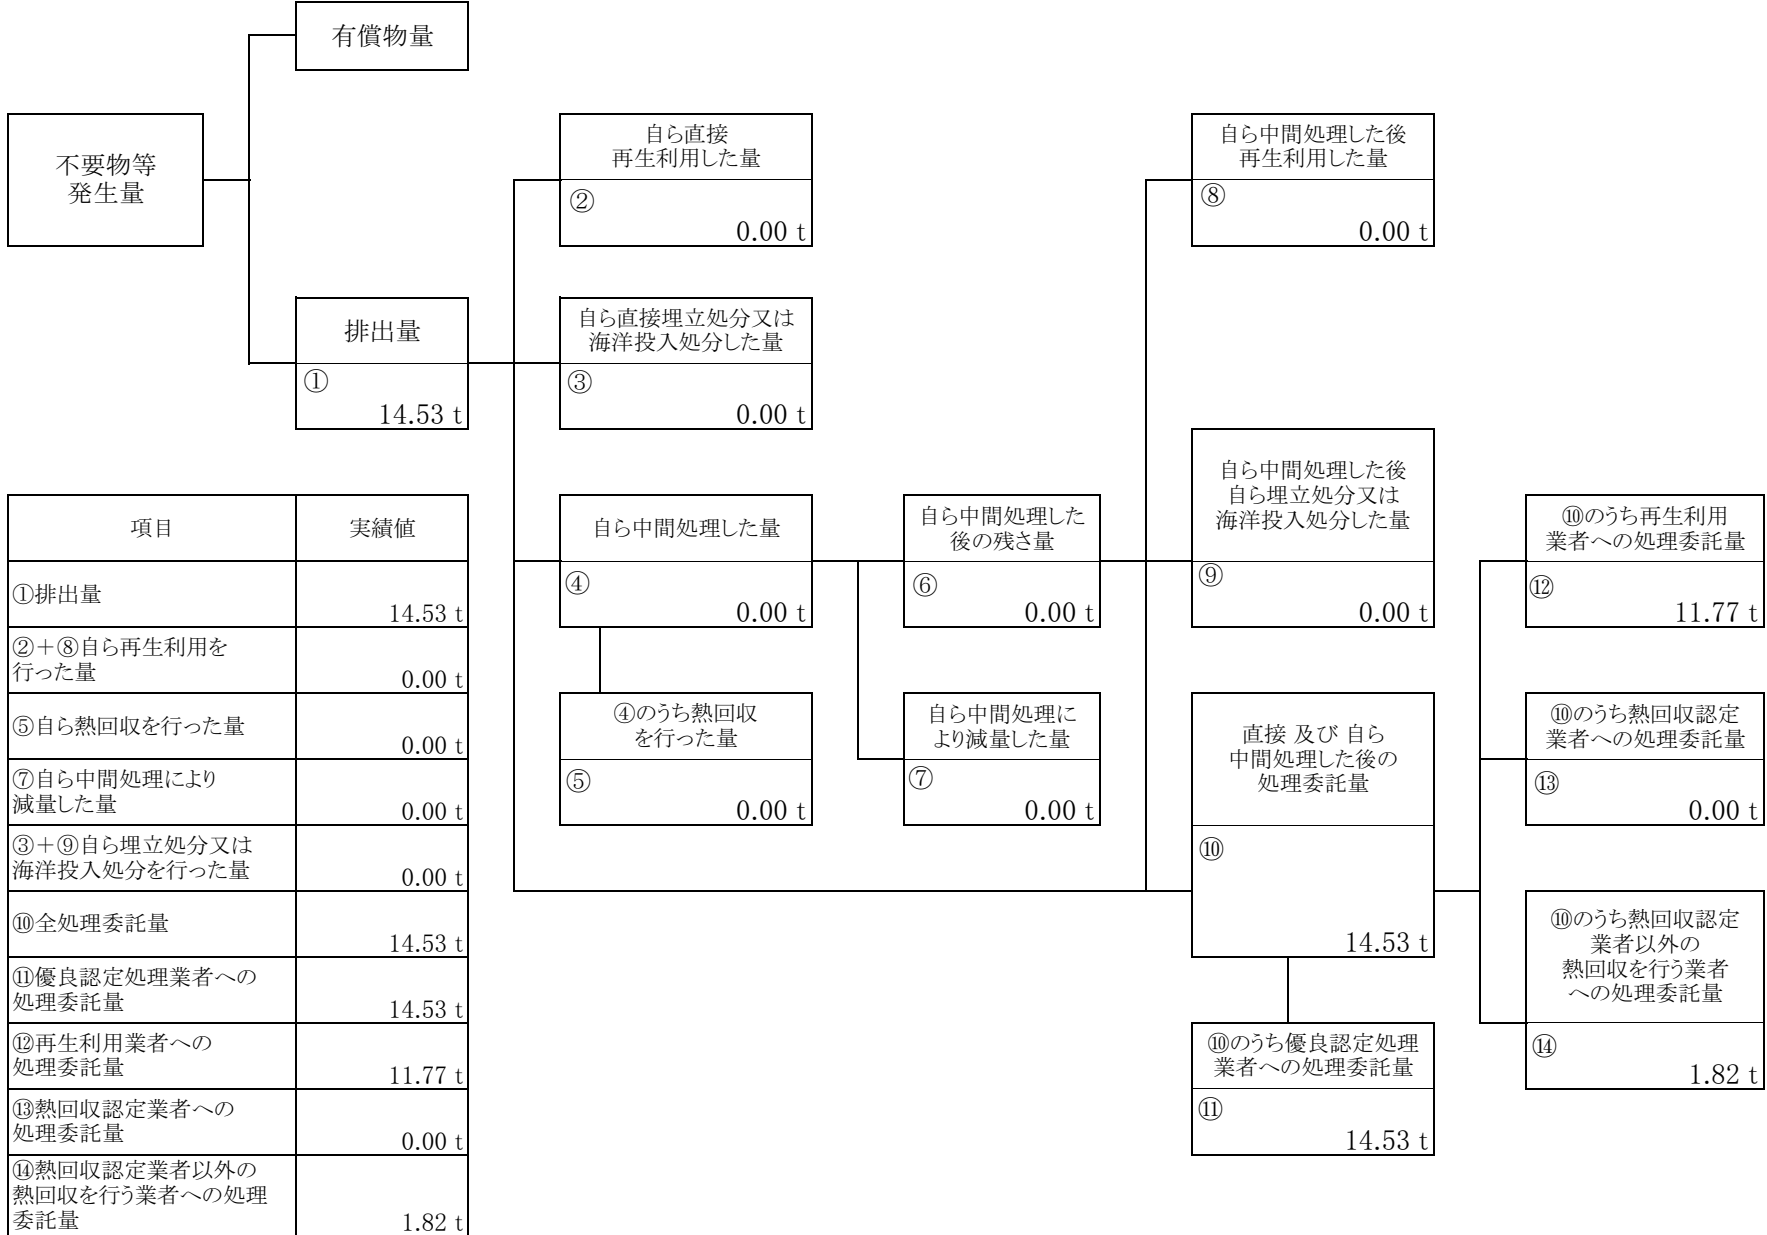 有償物量
不要物等
発生量
自ら直接
再生利用した量
②
0.00 t
自ら中間処理した後
再生利用した量
⑧
0.00 t
排出量
①
14.53 t
自ら直接埋立処分又は
海洋投入処分した量
③
0.00 t
自ら中間処理した量
④
0.00 t
自ら中間処理した
後の残さ量
⑥
0.00 t
自ら中間処理した後
自ら埋立処分又は
海洋投入処分した量
⑨
0.00 t
⑩のうち再生利用
業者への処理委託量
⑫
11.77 t
④のうち熱回収
を行った量
⑤
0.00 t
自ら中間処理に
より減量した量
⑦
0.00 t
直接 及び 自ら
中間処理した後の
処理委託量
⑩
14.53 t
⑩のうち熱回収認定
業者への処理委託量
⑬
0.00 t
⑩のうち熱回収認定
業者以外の
熱回収を行う業者
への処理委託量
⑭
1.82 t
⑩のうち優良認定処理
業者への処理委託量
⑪
14.53 t
項目 実績値
①排出量
14.53 t
②＋⑧自ら再生利用を
行った量
0.00 t
⑤自ら熱回収を行った量
0.00 t
⑦自ら中間処理により
減量した量
0.00 t
③＋⑨自ら埋立処分又は
海洋投入処分を行った量
0.00 t
⑩全処理委託量
14.53 t
⑪優良認定処理業者への
処理委託量
14.53 t
⑫再生利用業者への
処理委託量
11.77 t
⑬熱回収認定業者への
処理委託量
0.00 t
⑭熱回収認定業者以外の
熱回収を行う業者への処理
委託量
1.82 t